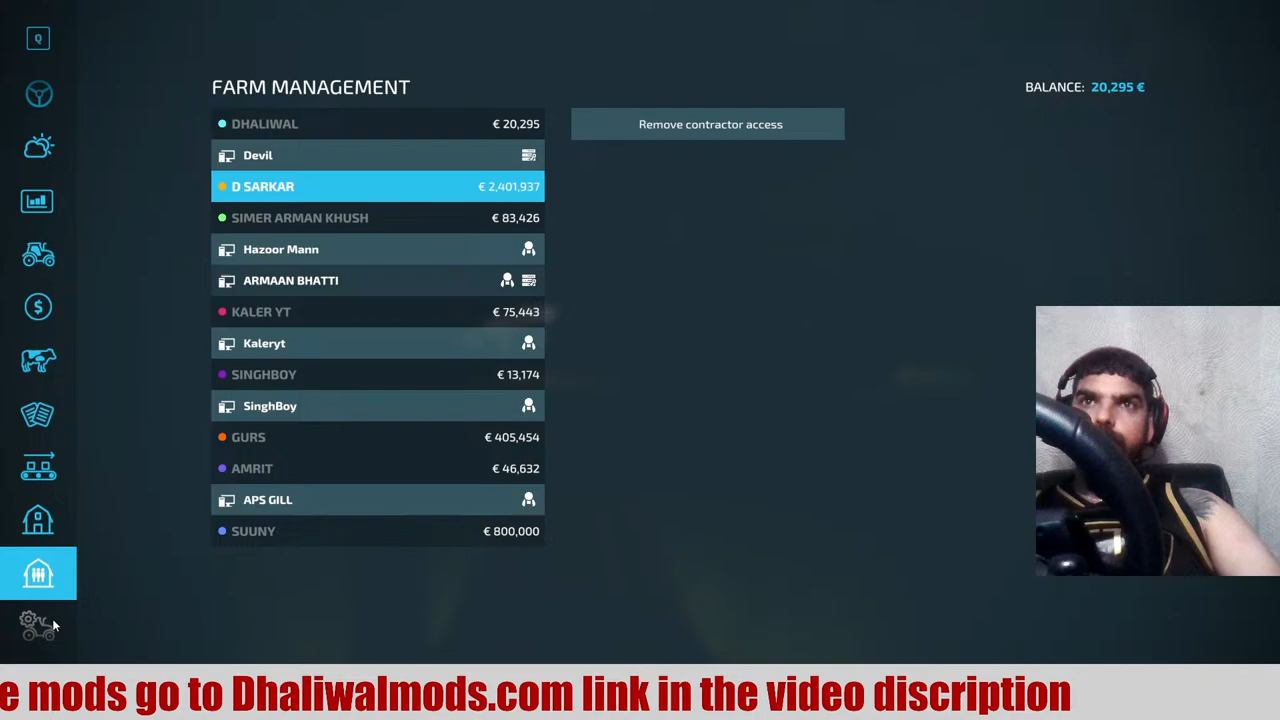 Q
FARM MANAGEMENT
BALANCE: 20,295 €
DHALIWAL € 20,295
Remove contractor access
Devil
D SARKAR € 2,401,937
SIMER ARMAN KHUSH € 83,426
Hazoor Mann
ARMAAN BHATTI
KALER YT € 75,443
Kaleryt
SINGHBOY € 13,174
SinghBoy
GURS € 405,454
AMRIT € 46,632
APS GILL
SUUNY € 800,000
e mods go to Dhaliwalmods.com link in the video discription